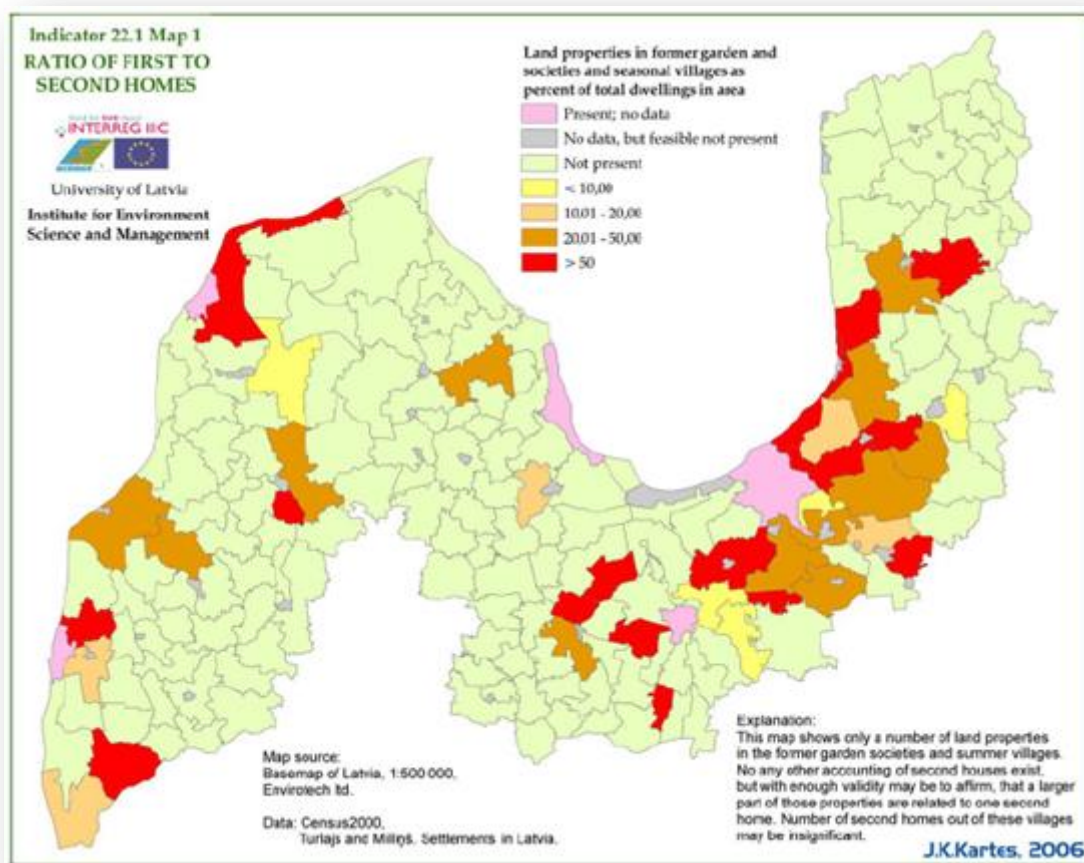 Indicator 22.1 Map 1
RATIO OF FIRST TO
SECOND HOMES
INTERREG IIIC
University of Latvia
Institute for Environment
Science and Management
Land properties in former garden and
societies and seasonal villages as
percent of total dwellings in area
Present; no data
No data, but feasible not present
Not present
< 10,00
10,01 - 20,00
20,01 - 50,00
> 50
Map source:
Basemap of Latvia, 1:500 000,
Envirotech ltd.
Data: Census2000,
Turlajs and Milliņš, Settlements in Latvia.
Explanation:
This map shows only a number of land properties
in the former garden societies and summer villages.
No any other accounting of second houses exist,
but with enough validity may be to affirm, that a larger
part of those properties are related to one second
home. Number of second homes out of these villages
may be insignificant.
J.K.Kartes, 2006